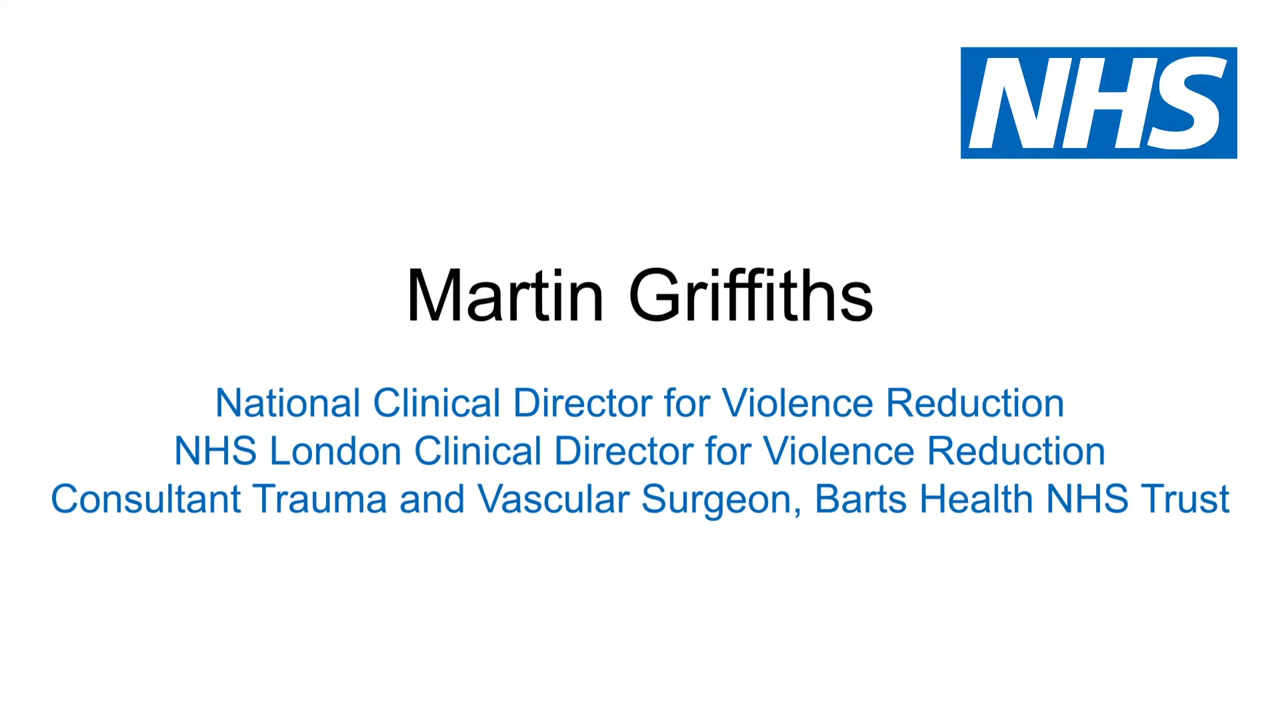 NHS
Martin Griffiths
National Clinical Director for Violence Reduction
NHS London Clinical Director for Violence Reduction
Consultant Trauma and Vascular Surgeon, Barts Health NHS Trust